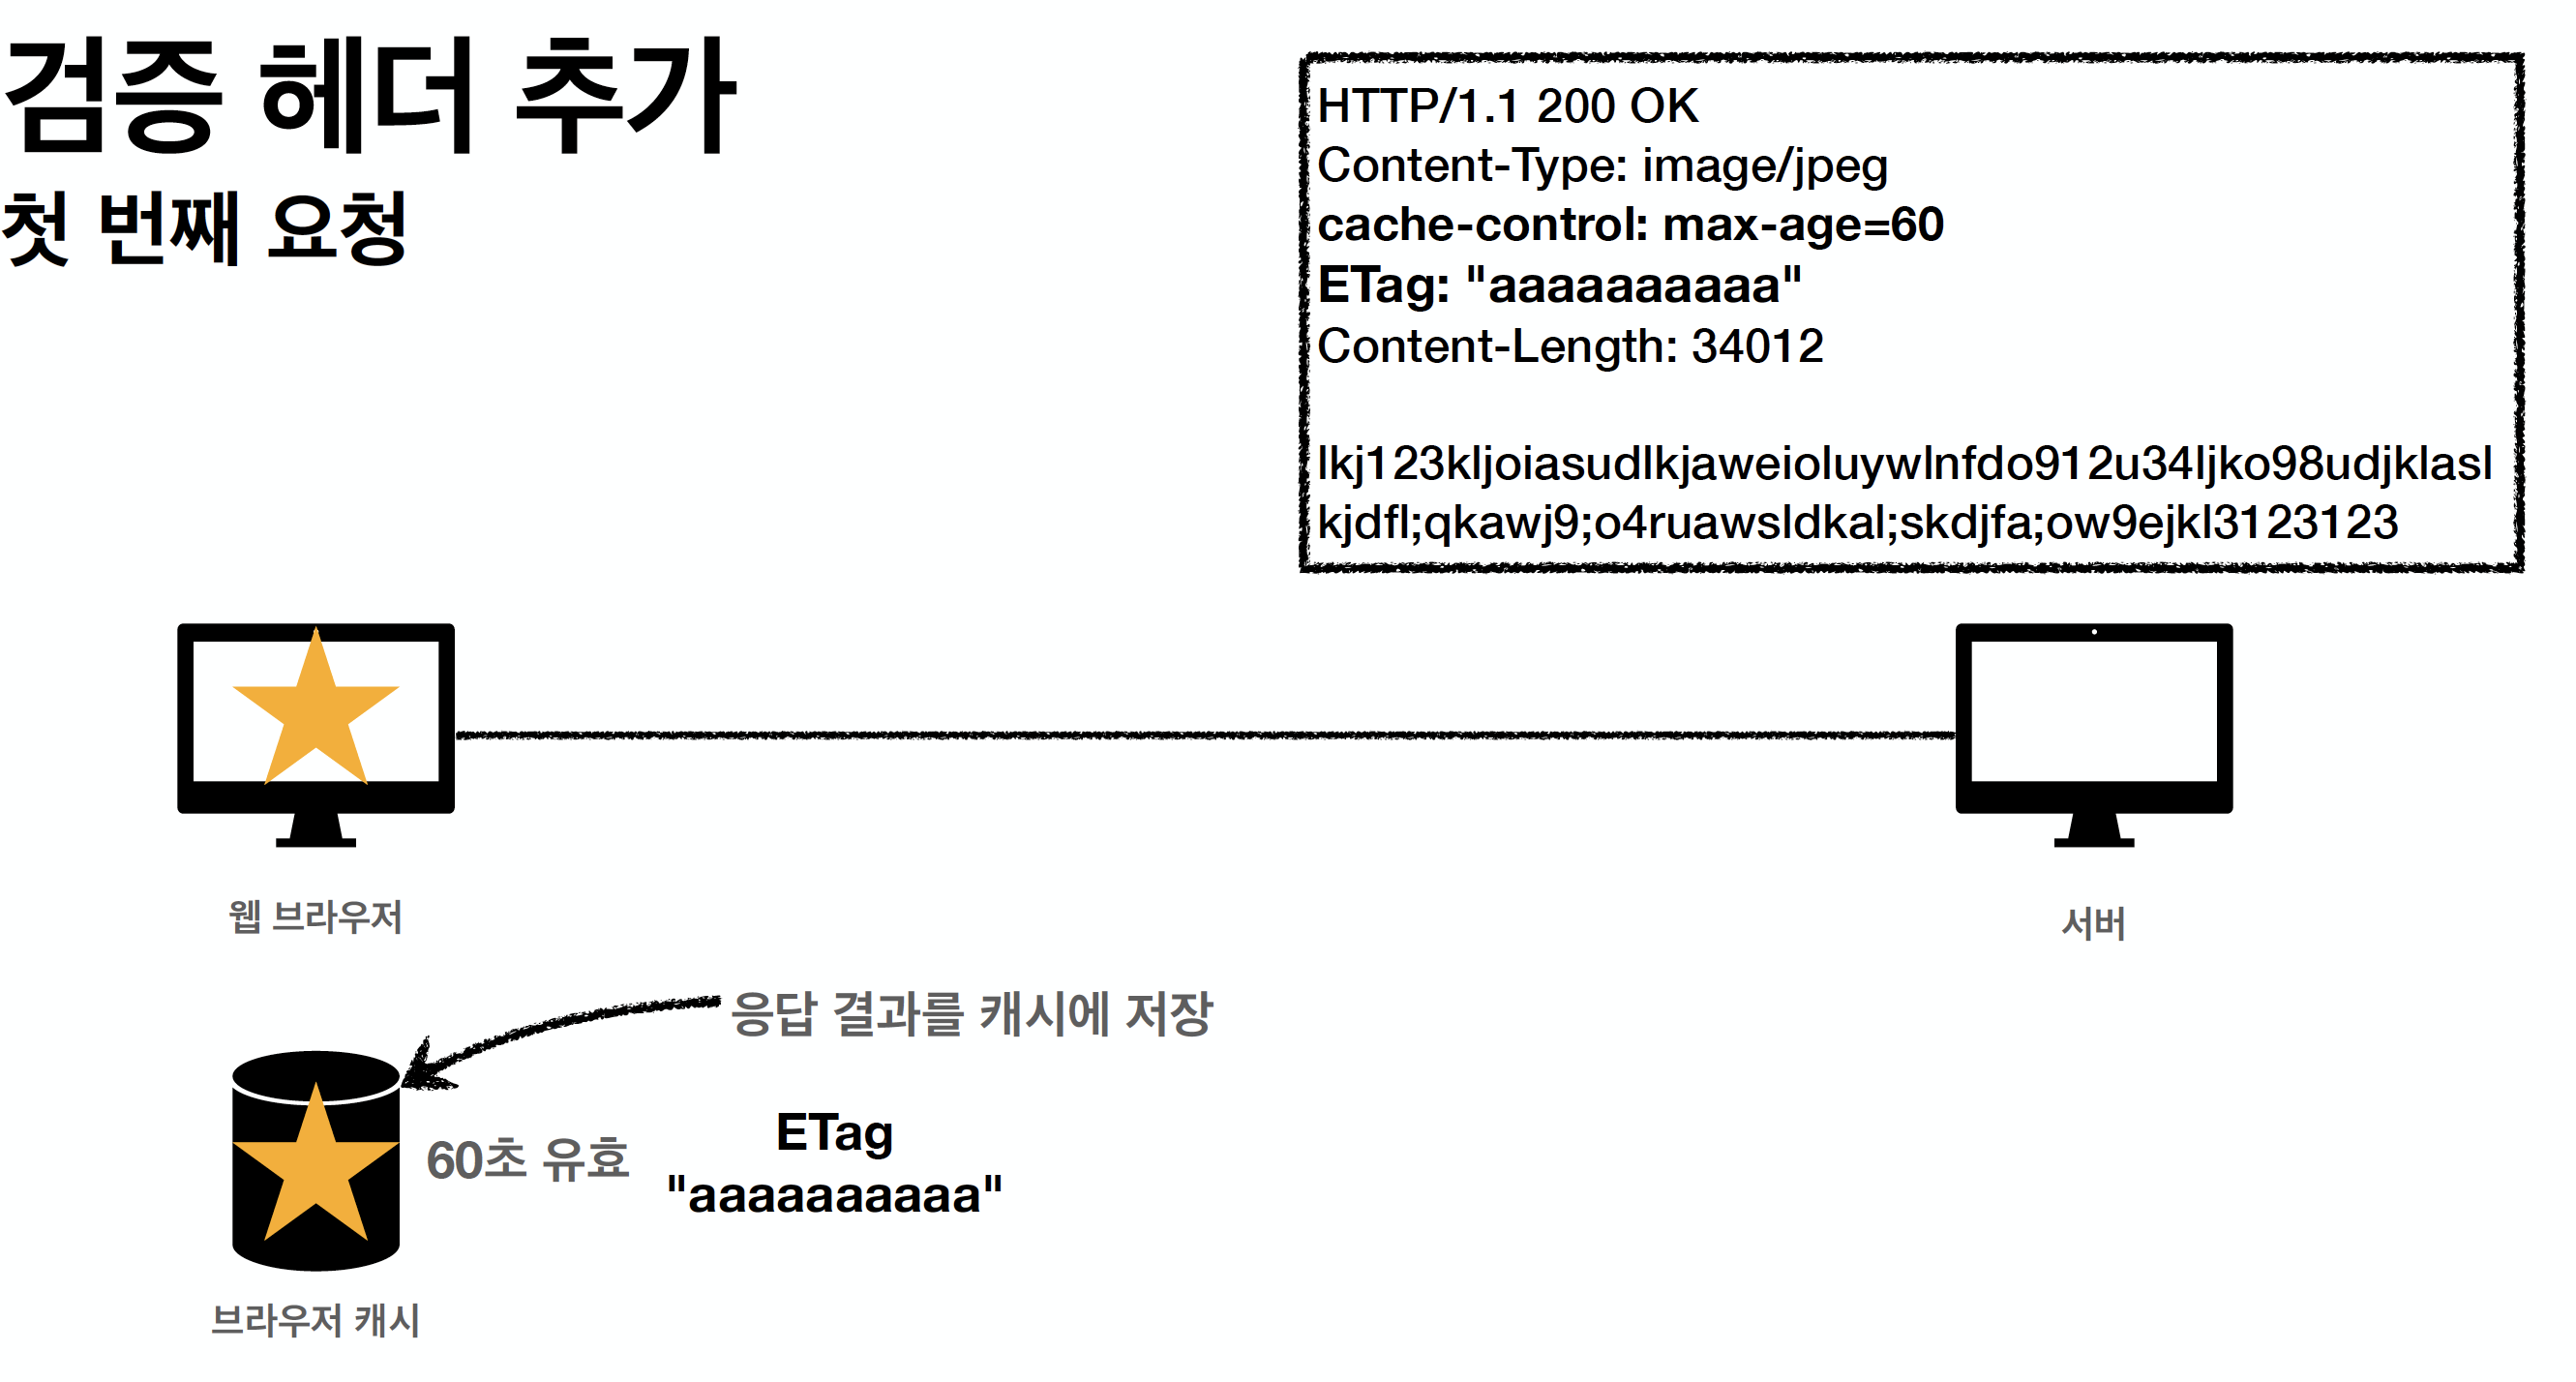 검증 헤더 추가
첫 번째 요청
HTTP/1.1 200 OK
Content-Type: image/jpeg
cache-control: max-age=60
ETag: "aaaaaaaaaa"
Content-Length: 34012
lkj123kljoiasudlkjaweioluywlnfdo912u34ljko98udjklasl
kjdfl;qkawj9;o4ruawsldkal;skdjfa;ow9ejkl3123123
웹 브라우저
서버
응답 결과를 캐시에 저장
60초 유효
ETag
"aaaaaaaaaa"
브라우저 캐시